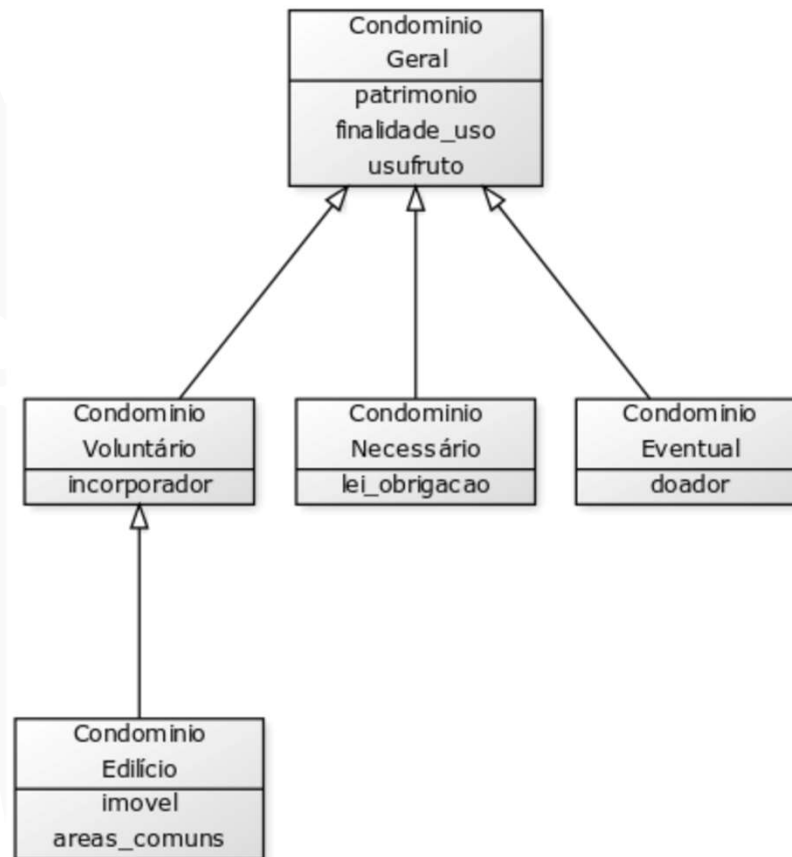 Condominio
Geral
patrimonio
finalidade_uso
usufruto
Condominio
Voluntário
incorporador
Condominio
Necessário
lei_obrigacao
Condominio
Eventual
doador
Condominio
Edilício
imovel
areas_comuns